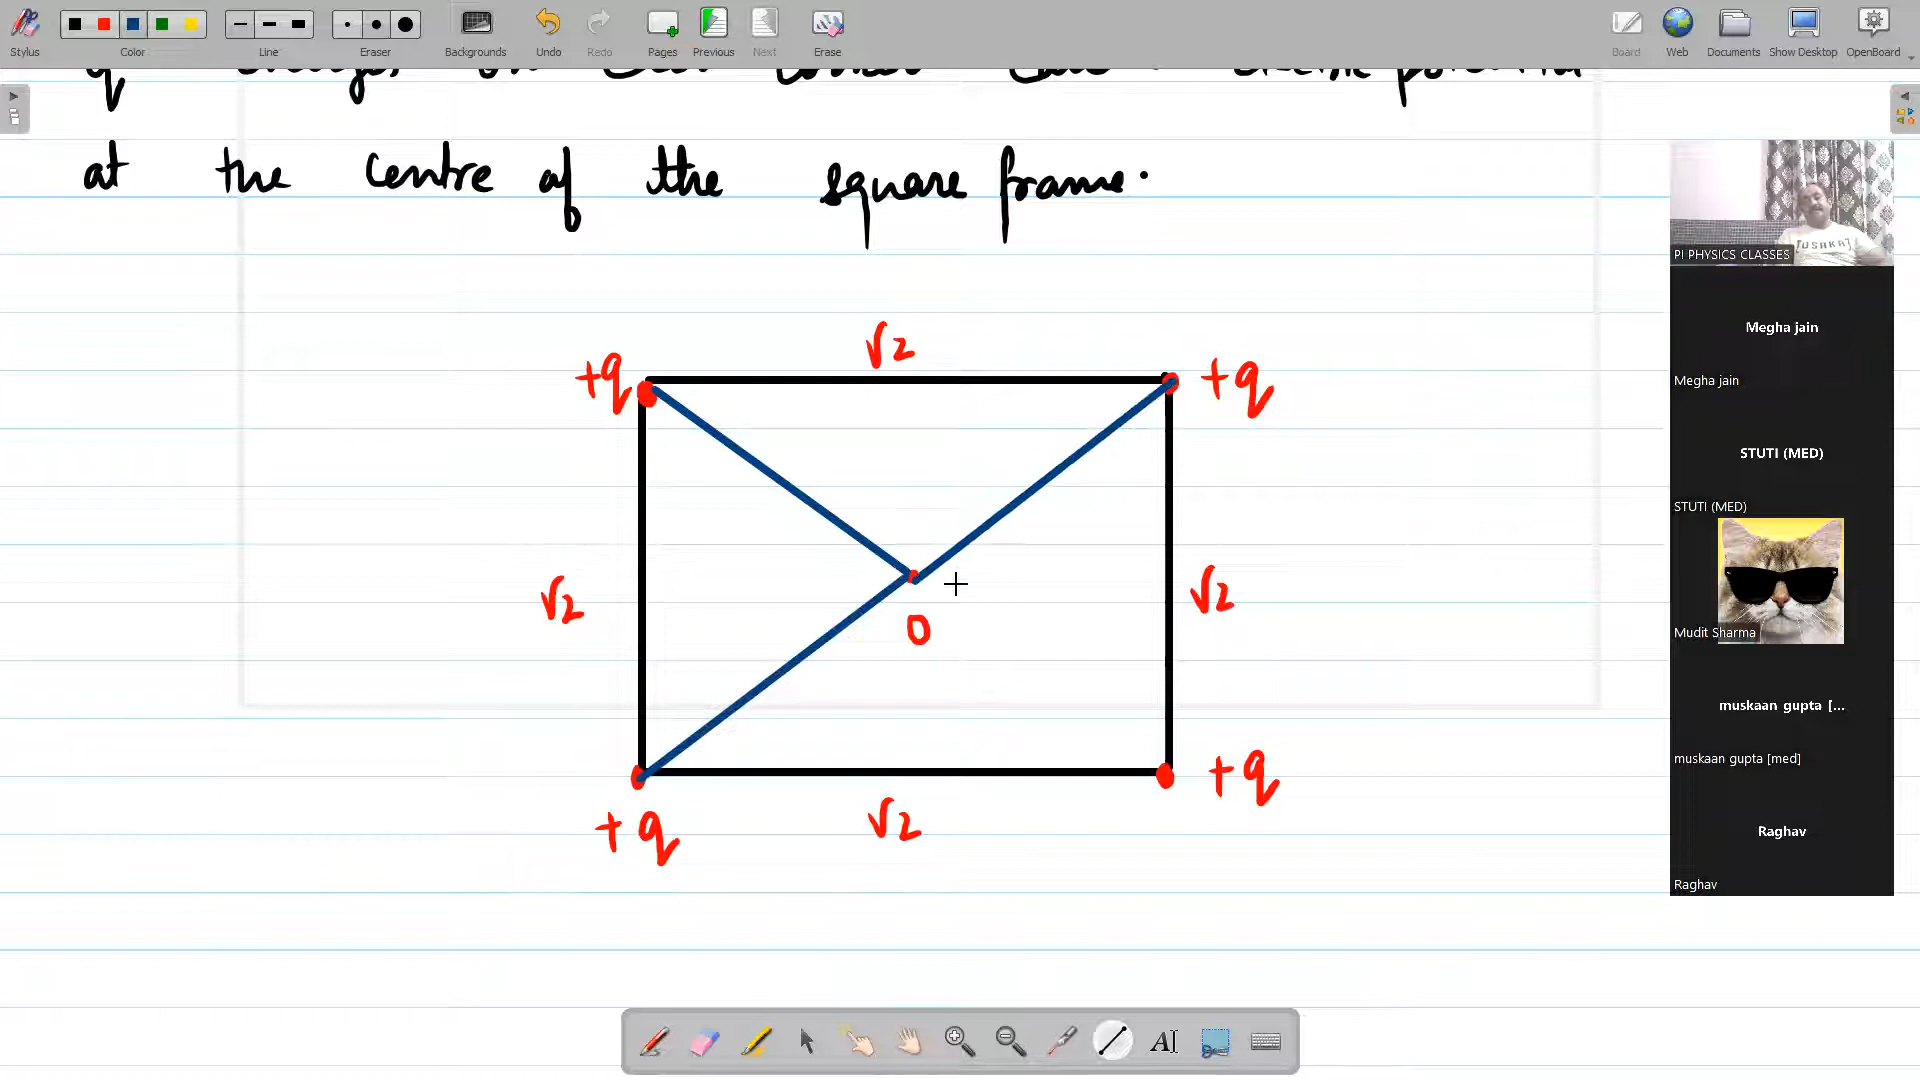 Stylus
Color
Line
Eraser
Backgrounds
Undo
Redo
Pages
Previous
Next
Erase
Board
Web
Documents
Show Desktop
OpenBoard
at the centre of the square frame.
√2
+q
+q
√2
√2
O
+q
+q
√2
USAKA
PI PHYSICS CLASSES
Megha jain
Megha jain
STUTI (MED)
STUTI (MED)
Mudit Sharma
muskaan gupta [...
muskaan gupta [med]
Raghav
Raghav